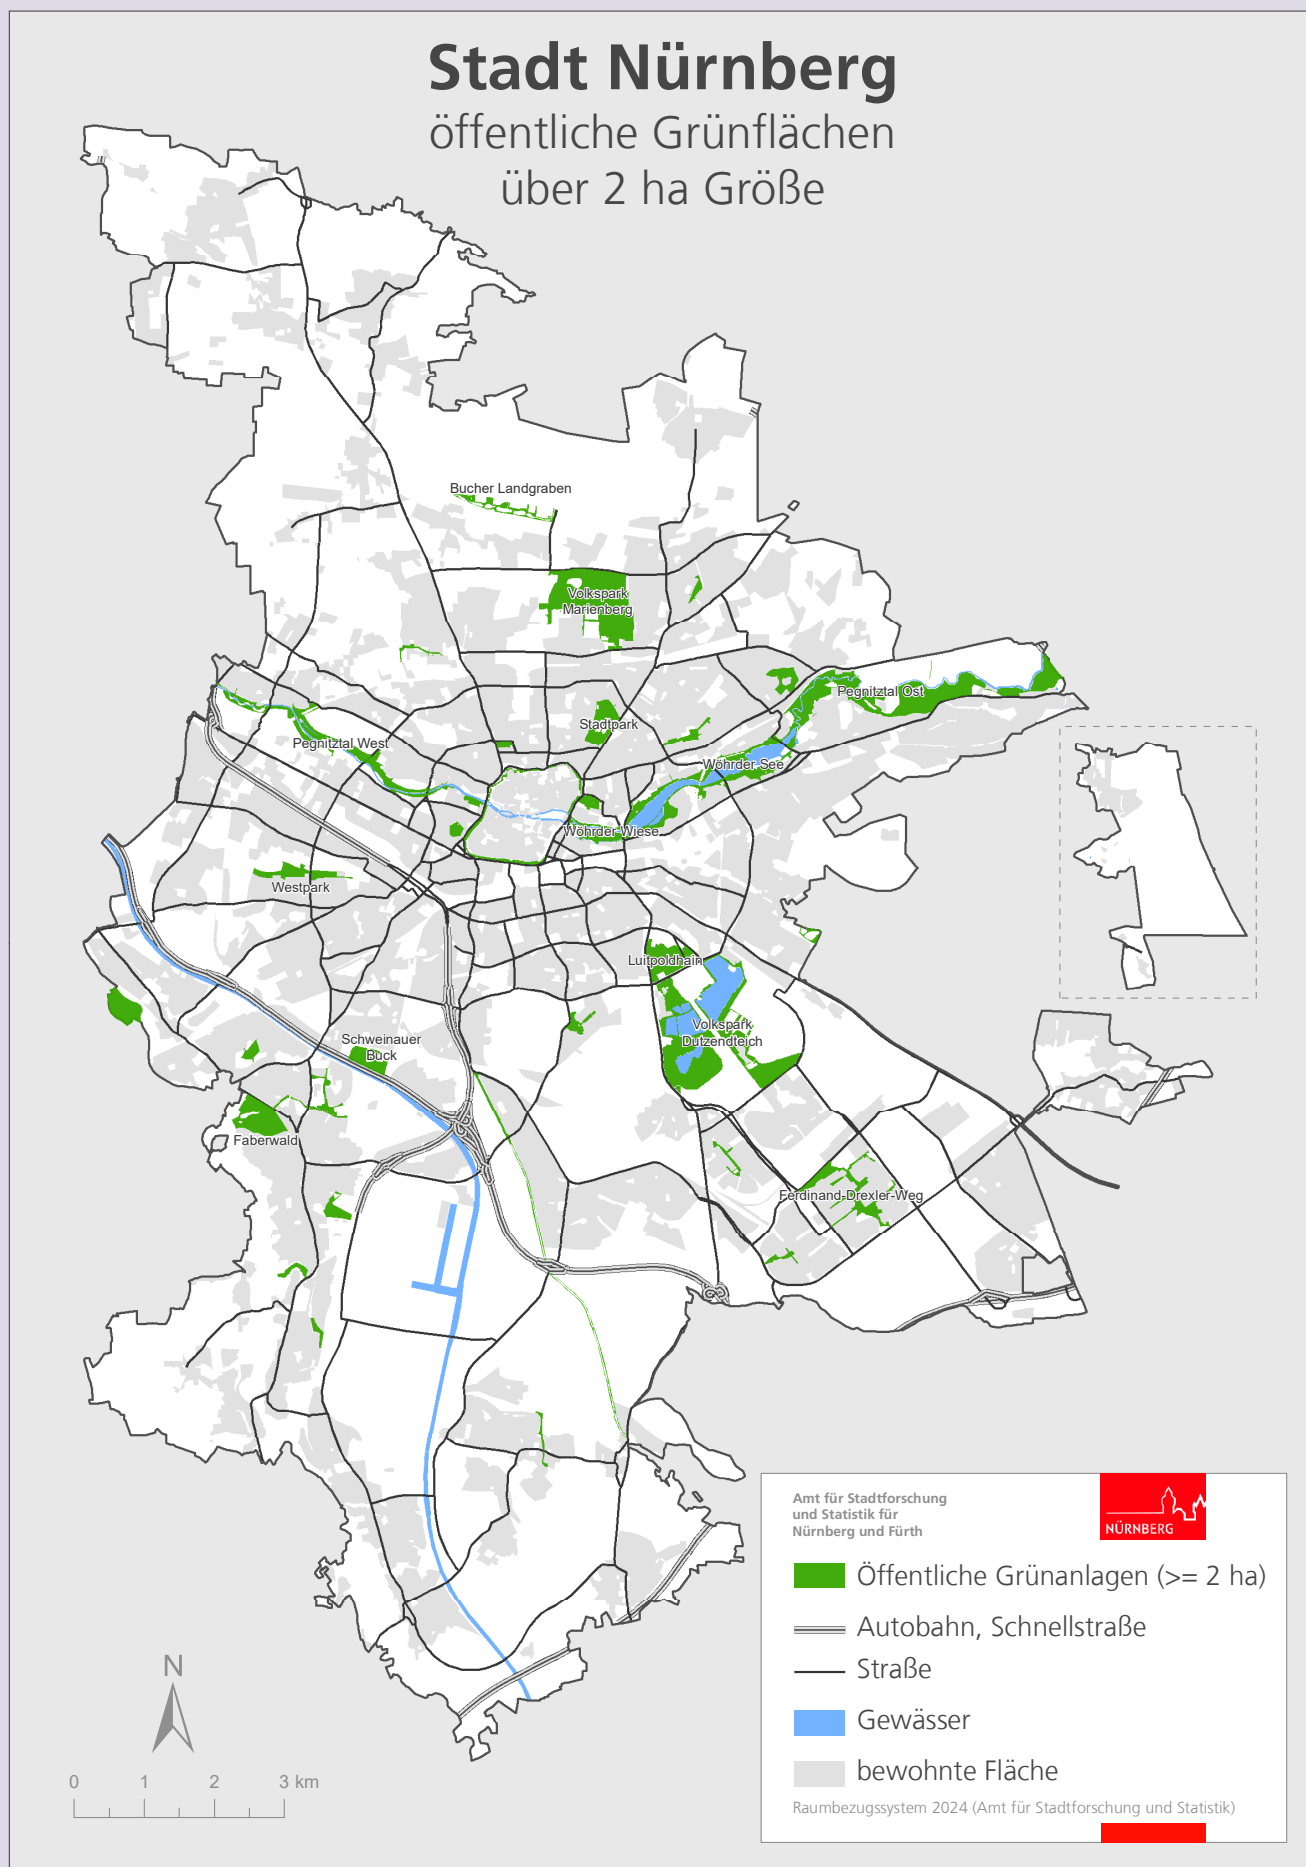 Stadt Nürnberg
öffentliche Grünflächen
über 2 ha Größe
Bucher Landgraben
Volkspark
Marienberg
Pegnitztal Ost
Stadtpark
Pegnitztal West
Wöhrder See
Wöhrder Wiese
Westpark
Luitpoldhain
Volkspark
Dutzendteich
Schweinauer
Buck
Faberwald
Ferdinand-Drexler-Weg
Amt für Stadtforschung
und Statistik für
Nürnberg und Fürth
NÜRNBERG
Öffentliche Grünanlagen (>= 2 ha)
Autobahn, Schnellstraße
Straße
Gewässer
bewohnte Fläche
Raumbezugssystem 2024 (Amt für Stadtforschung und Statistik)
N
0 1 2 3 km